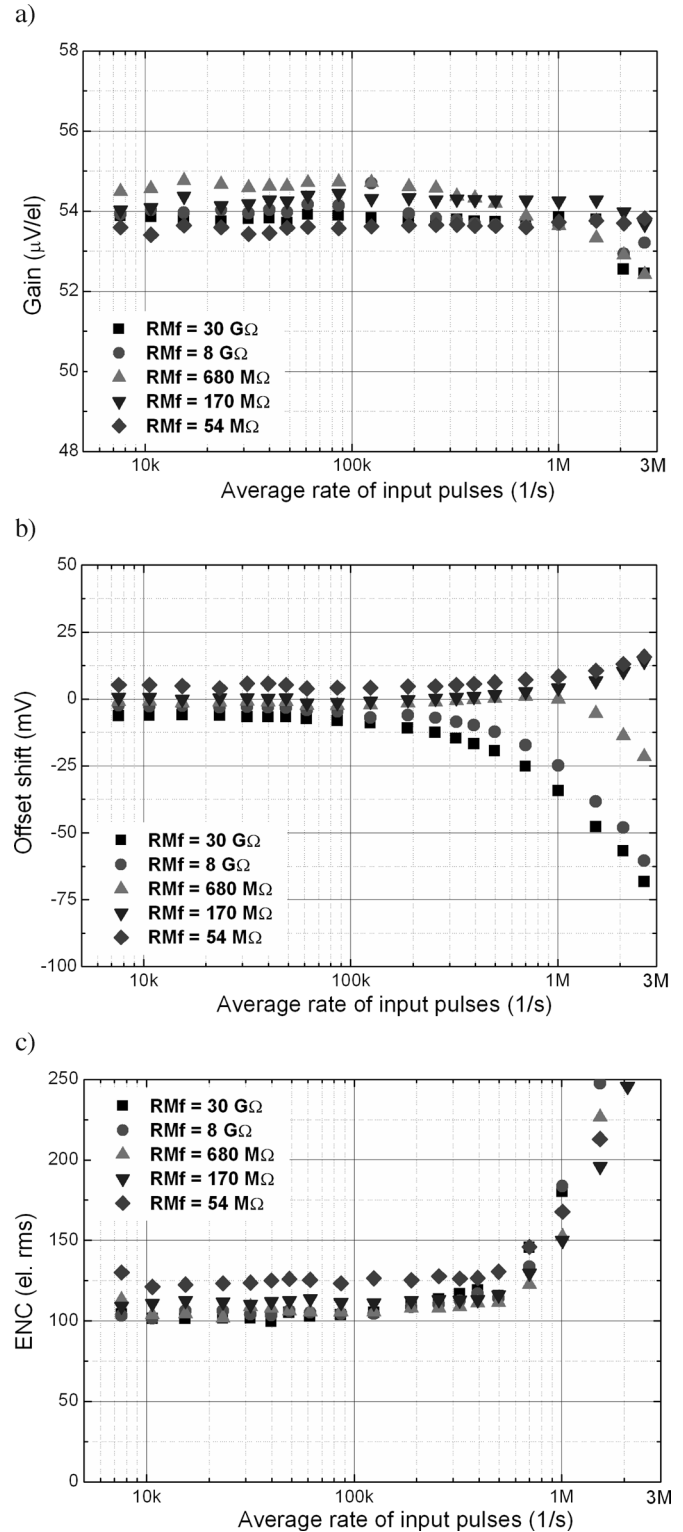 a)
58
56
54
52
50
48
Gain (μV/el)
RMf = 30 GΩ
RMf = 8 GΩ
RMf = 680 MΩ
RMf = 170 MΩ
RMf = 54 MΩ
10k 100k 1M 3M
Average rate of input pulses (1/s)
b)
50
25
0
-25
-50
-75
-100
Offset shift (mV)
RMf = 30 GΩ
RMf = 8 GΩ
RMf = 680 MΩ
RMf = 170 MΩ
RMf = 54 MΩ
10k 100k 1M 3M
Average rate of input pulses (1/s)
c)
250
200
150
100
50
0
ENC (el. rms)
RMf = 30 GΩ
RMf = 8 GΩ
RMf = 680 MΩ
RMf = 170 MΩ
RMf = 54 MΩ
10k 100k 1M 3M
Average rate of input pulses (1/s)